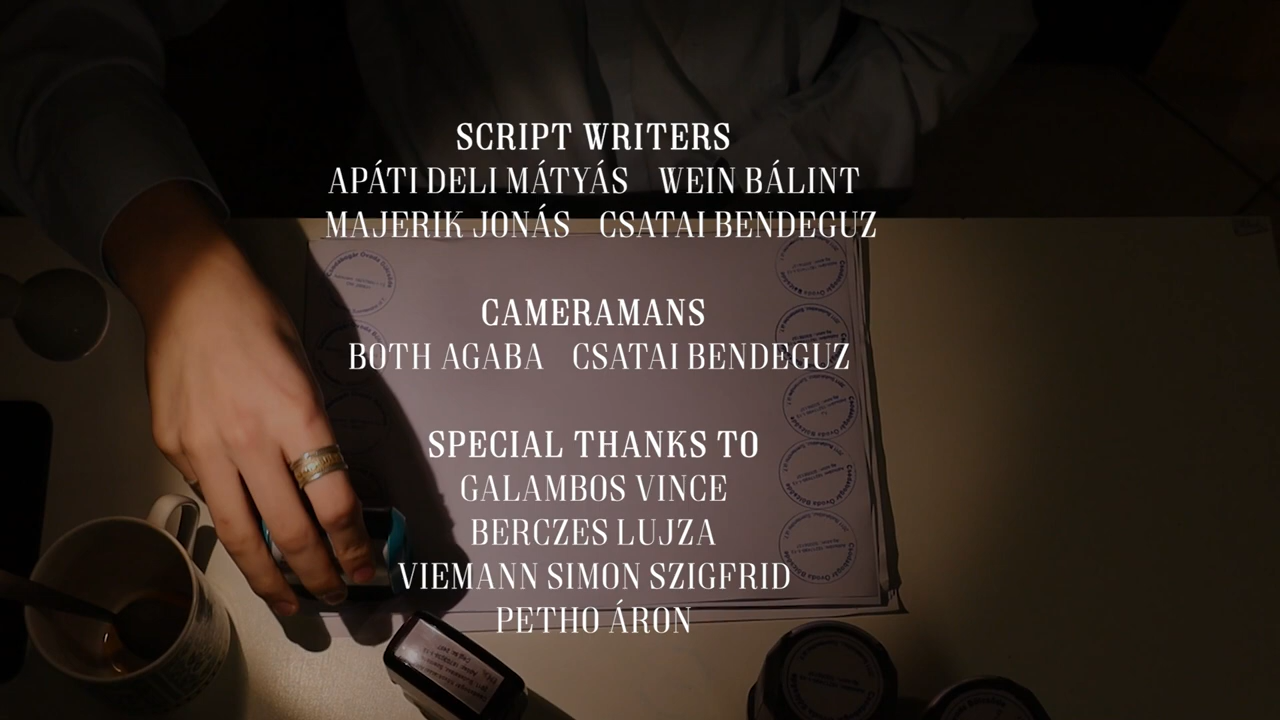 SCRIPT WRITERS
APÁTI DELI MÁTYÁS WEIN BÁLINT
MAJERIK JONÁS CSATAI BENDEGUZ
CAMERAMANS
BOTH AGABA CSATAI BENDEGUZ
SPECIAL THANKS TO
GALAMBOS VINCE
BERCZES LUJZA
VIEMANN SIMON SZIGFRID
PETHO ÁRON